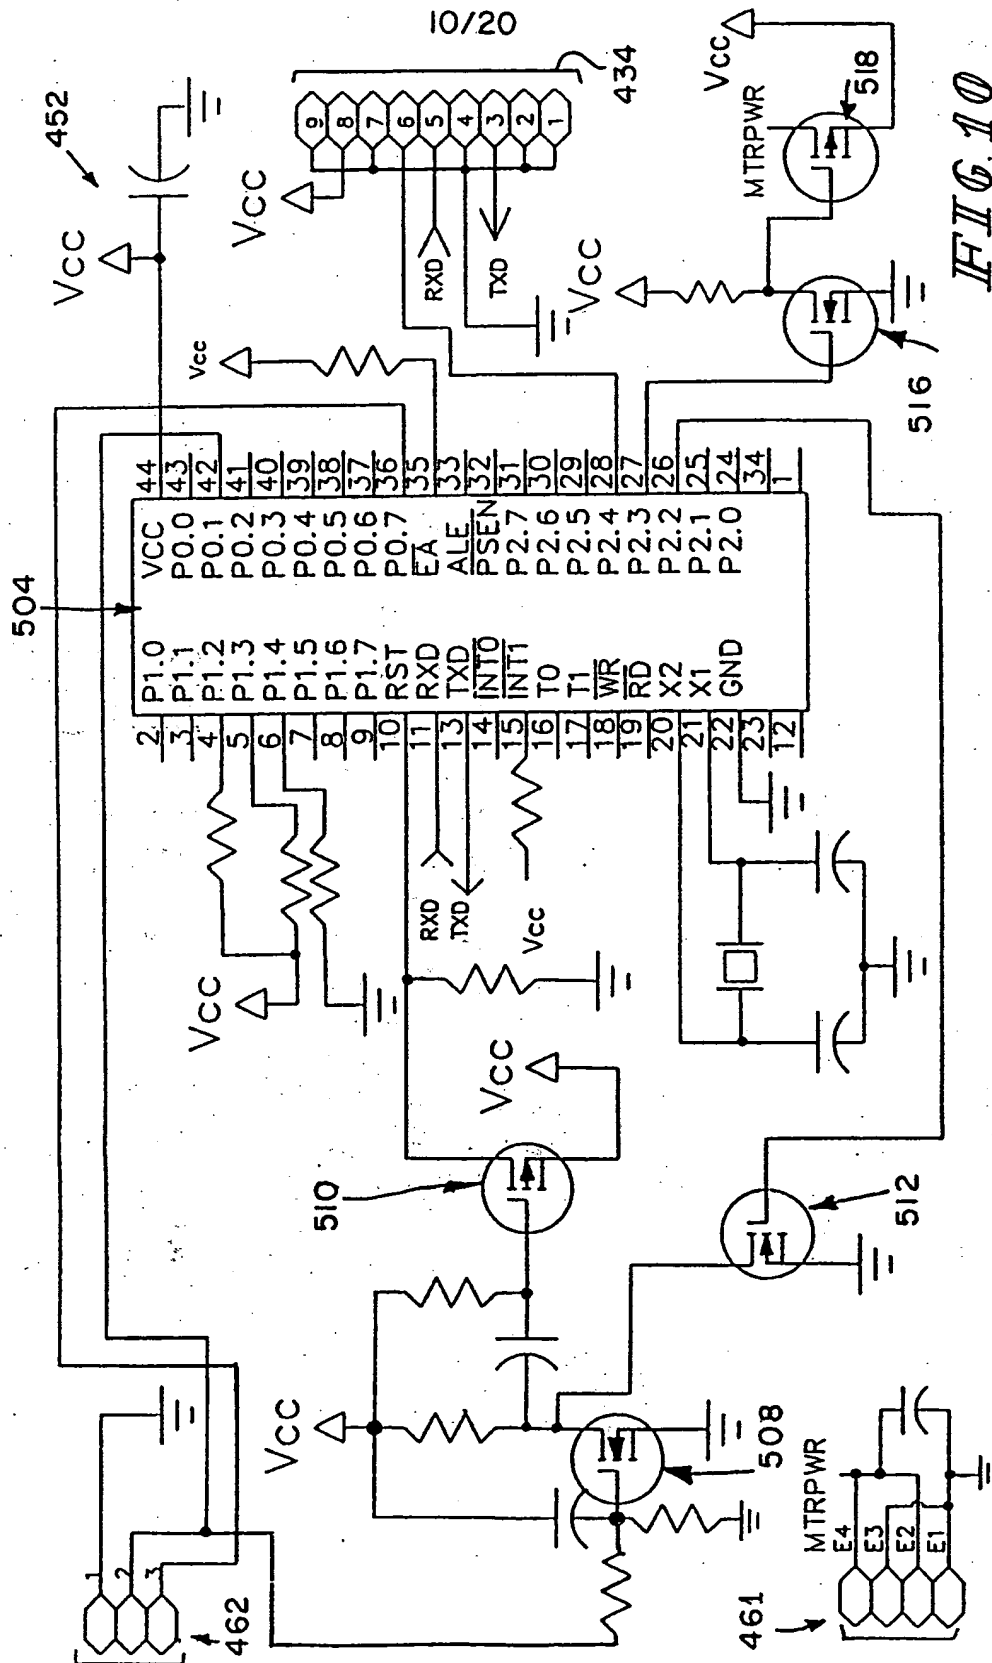 10/20
452
VCC
504
VCC
Vcc
9
8
7
6
5
4
3
2
1
434
RXD
TXD
VCC
VCC
MTRPWR
518
516
2 P1.0
3 P1.1
4 P1.2
5 P1.3
6 P1.4
7 P1.5
8 P1.6
9 P1.7
10 RST
11 RXD
13 TXD
14 INT0
15 INT1
16 T0
17 T1
18 WR
19 RD
20 X2
21 X1
22 GND
23
12
VCC 44
P0.0 43
P0.1 42
P0.2 41
P0.3 40
P0.4 39
P0.5 38
P0.6 37
P0.7 36
EA 35
ALE 33
PSEN 32
P2.7 31
P2.6 30
P2.5 29
P2.4 28
P2.3 27
P2.2 26
P2.1 25
P2.0 24
34
1
VCC
RXD
TXD
Vcc
VCC
510
512
VCC
508
1
2
3
462
MTRPWR
E4
E3
E2
E1
461
FIG. 10